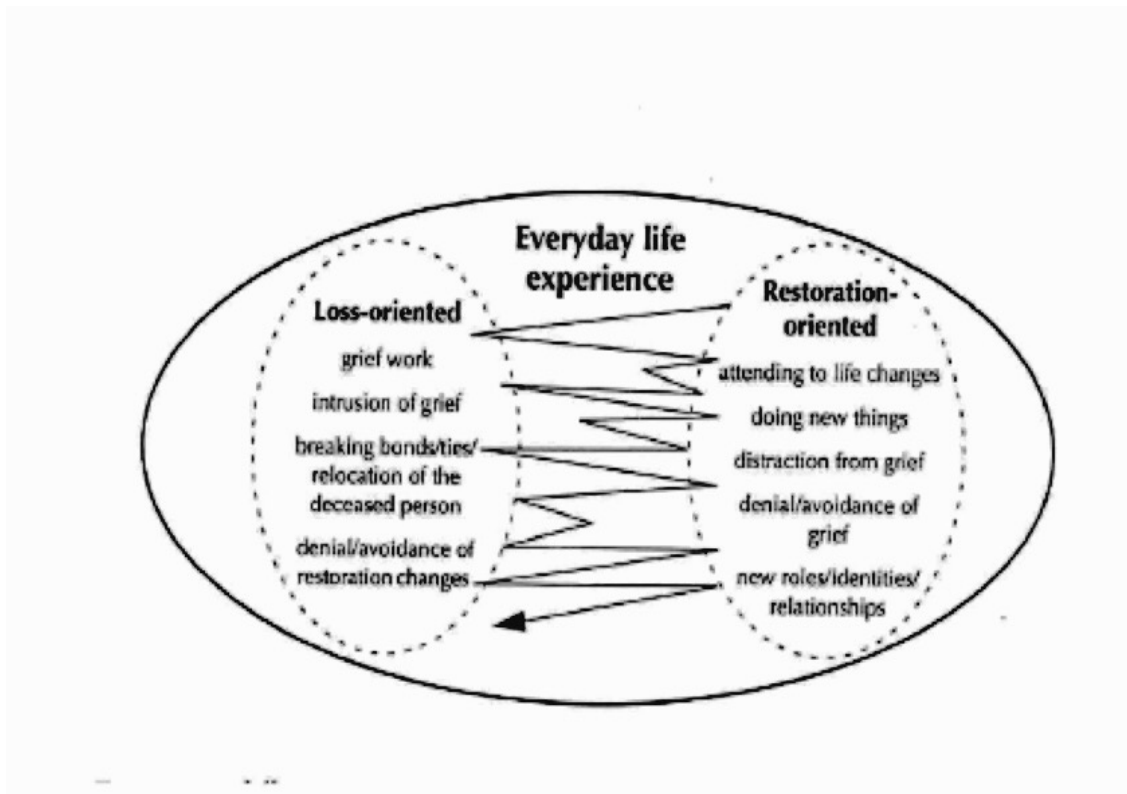 Everyday life
experience
Loss-oriented
grief work
intrusion of grief
breaking bonds/ties/
relocation of the
deceased person
denial/avoidance of
restoration changes
Restoration-
oriented
attending to life changes
doing new things
distraction from grief
denial/avoidance of
grief
new roles/identities/
relationships